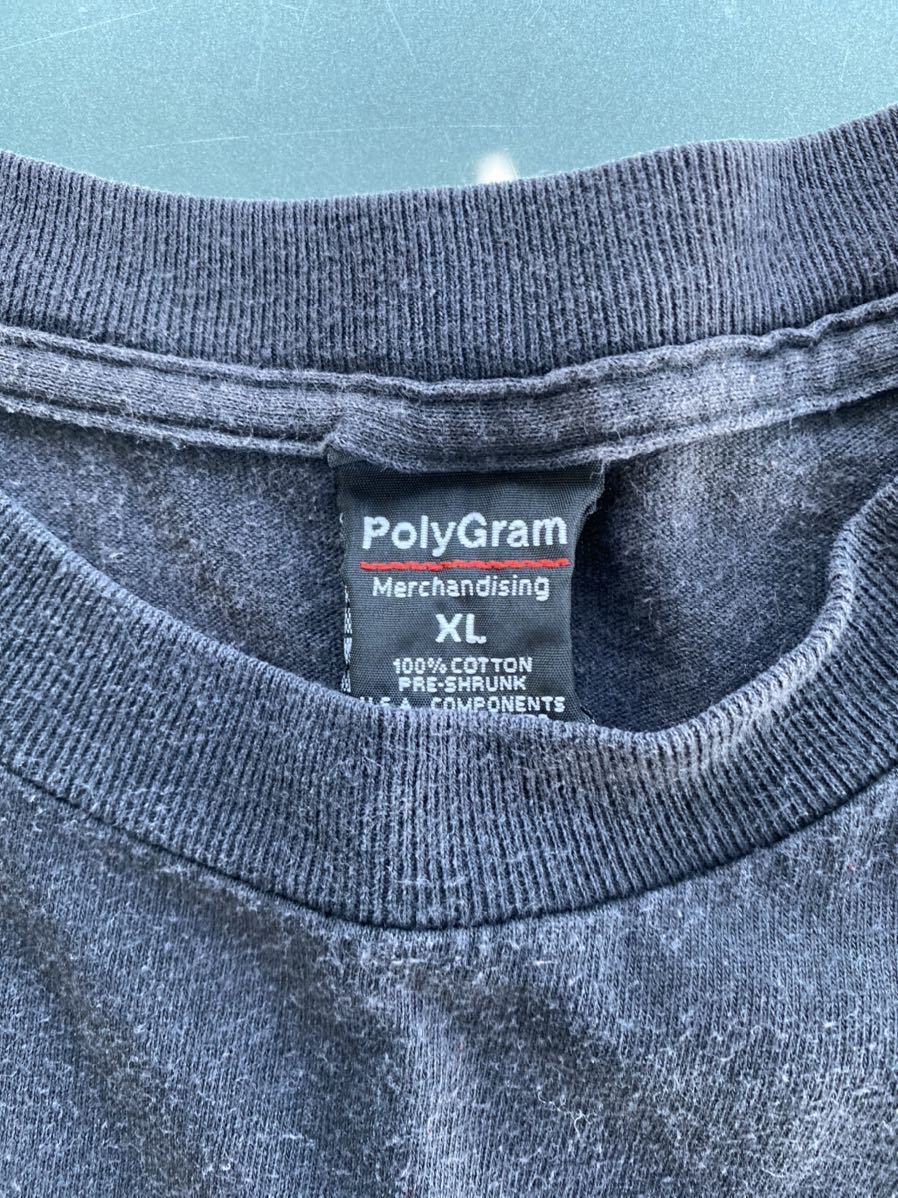 PolyGram
Merchandising
XL
100% COTTON
PRE-SHRUNK
U.S.A. COMPONENTS